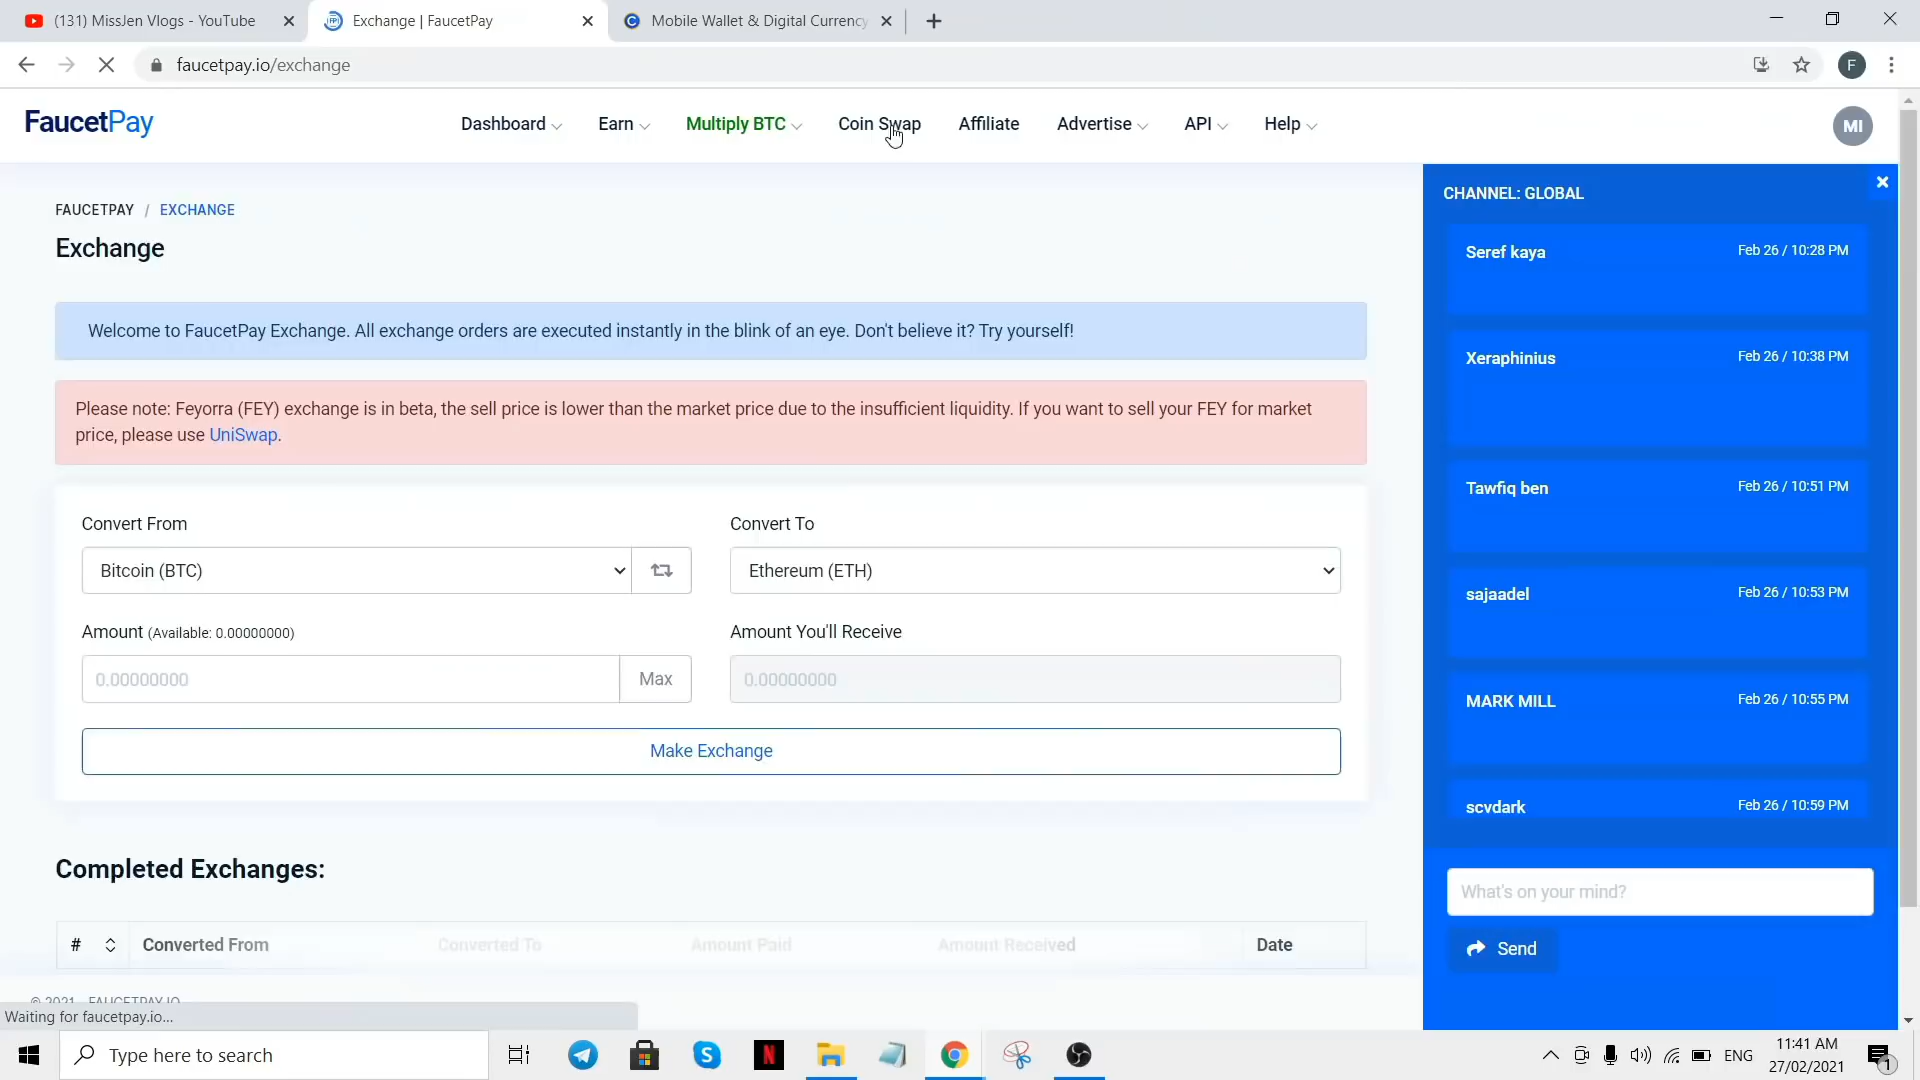 (131) MissJen Vlogs - YouTube
Exchange | FaucetPay
Mobile Wallet & Digital Currency
faucetpay.io/exchange
F
FaucetPay
Dashboard
Earn
Multiply BTC
Coin Swap
Affiliate
Advertise
API
Help
MI
FAUCETPAY / EXCHANGE
Exchange
Welcome to FaucetPay Exchange. All exchange orders are executed instantly in the blink of an eye. Don't believe it? Try yourself!
Please note: Feyorra (FEY) exchange is in beta, the sell price is lower than the market price due to the insufficient liquidity. If you want to sell your FEY for market
price, please use UniSwap.
Convert From
Convert To
Bitcoin (BTC)
Ethereum (ETH)
Amount (Available: 0.00000000)
Amount You'll Receive
0.00000000
Max
0.00000000
Make Exchange
Completed Exchanges:
# Converted From Converted To Amount Paid Amount Received Date
© 2021 FAUCETPAY.IO
Waiting for faucetpay.io...
CHANNEL: GLOBAL
Seref kaya Feb 26 / 10:28 PM
Xeraphinius Feb 26 / 10:38 PM
Tawfiq ben Feb 26 / 10:51 PM
sajaadel Feb 26 / 10:53 PM
MARK MILL Feb 26 / 10:55 PM
scvdark Feb 26 / 10:59 PM
What's on your mind?
Send
Type here to search
N
ENG
11:41 AM
27/02/2021
1